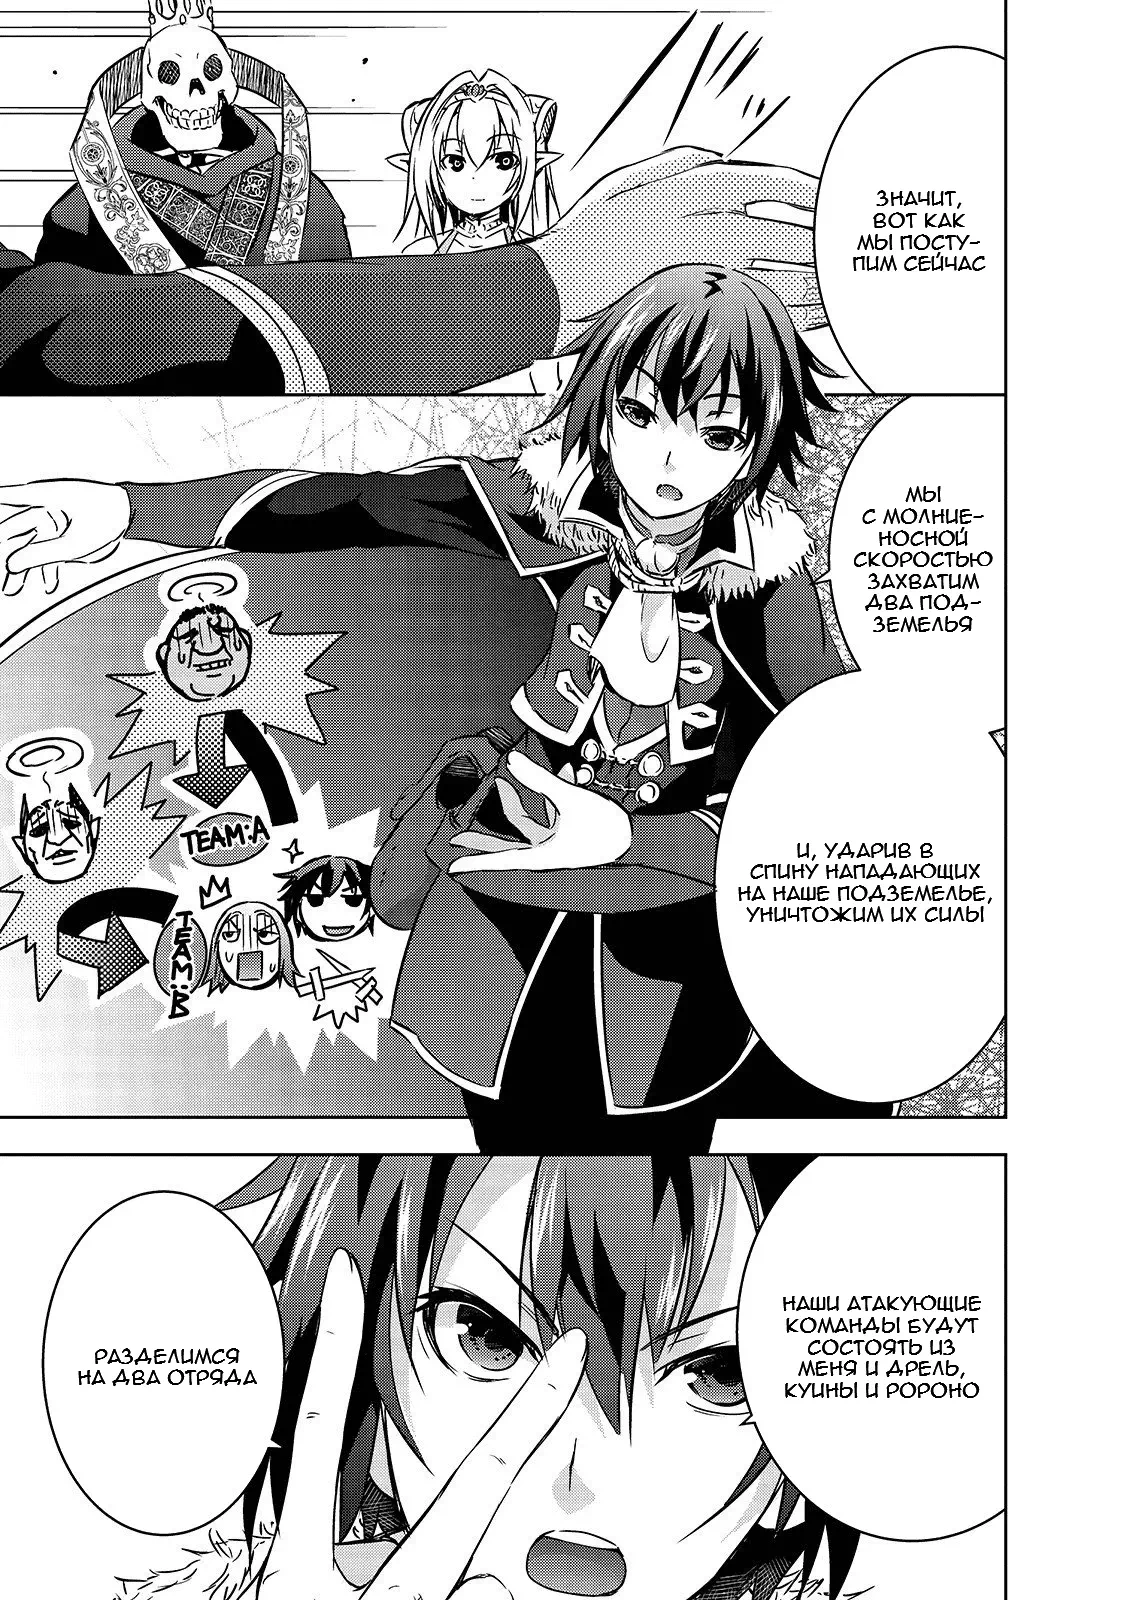 ЗНАЧИТ,
ВОТ КАК
МЫ ПОСТУ-
ПИМ СЕЙЧАС
МЫ
С МОЛНИЕ-
НОСНОЙ
СКОРОСТЬЮ
ЗАХВАТИМ
ДВА ПОД-
ЗЕМЕЛЬЯ
И, УДАРИВ В
СПИНУ НАПАДАЮЩИХ
НА НАШЕ ПОДЗЕМЕЛЬЕ,
УНИЧТОЖИМ ИХ СИЛЫ
TEAM:A
TEAM:B
НАШИ АТАКУЮЩИЕ
КОМАНДЫ БУДУТ
СОСТОЯТЬ ИЗ
МЕНЯ И ДРЕЛЬ,
КУИНЫ И РОРОНО
РАЗДЕЛИМСЯ
НА ДВА ОТРЯДА